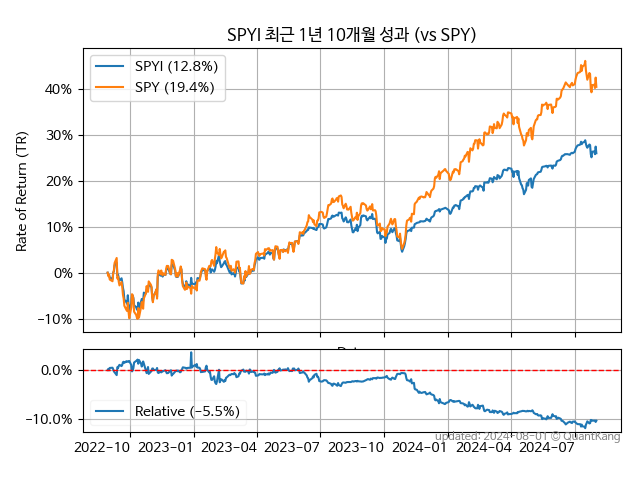 SPYI 최근 1년 10개월 성과 (vs SPY)
SPYI (12.8%)
SPY (19.4%)
Rate of Return (TR)
40%
30%
20%
10%
0%
−10%
0.0%
−10.0%
Relative (−5.5%)
2022−10 2023−01 2023−04 2023−07 2023−10 2024−01 2024−04 2024−07
updated: 2024-08-01 © QuantKang